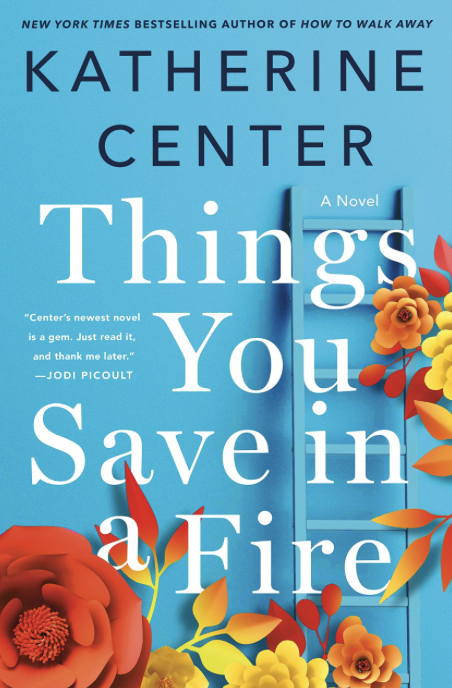 NEW YORK TIMES BESTSELLING AUTHOR OF HOW TO WALK AWAY
KATHERINE
CENTER
A Novel
Things
You
Save in
a Fire
"Center's newest novel
is a gem. Just read it,
and thank me later."
—JODI PICOULT